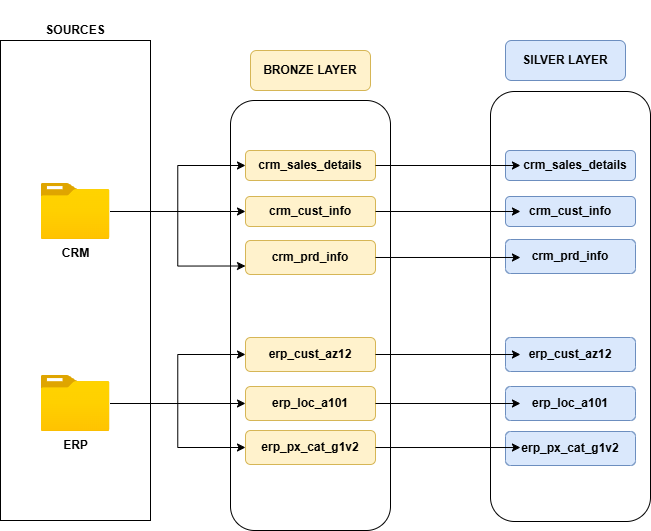 SOURCES
BRONZE LAYER
SILVER LAYER
crm_sales_details
crm_sales_details
CRM
crm_cust_info
crm_cust_info
crm_prd_info
crm_prd_info
ERP
erp_cust_az12
erp_cust_az12
erp_loc_a101
erp_loc_a101
erp_px_cat_g1v2
erp_px_cat_g1v2